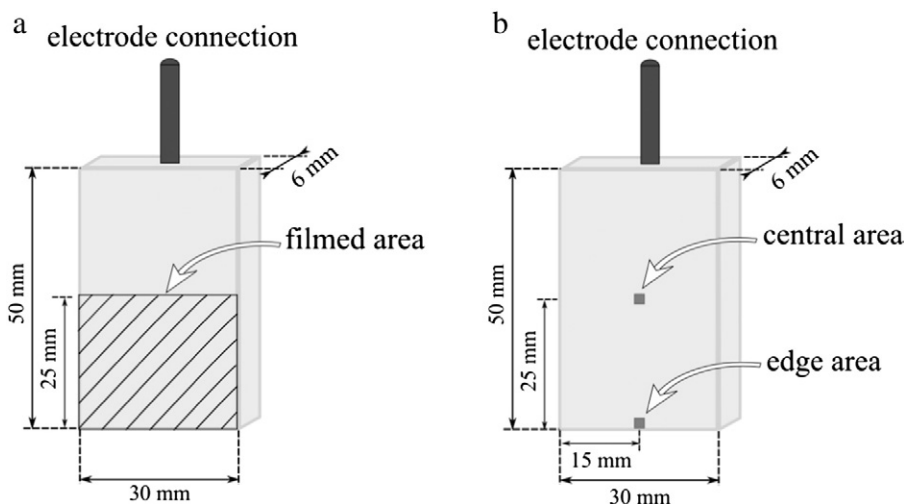 a
electrode connection
6 mm
filmed area
50 mm
25 mm
30 mm
b
electrode connection
6 mm
central area
50 mm
25 mm
edge area
15 mm
30 mm